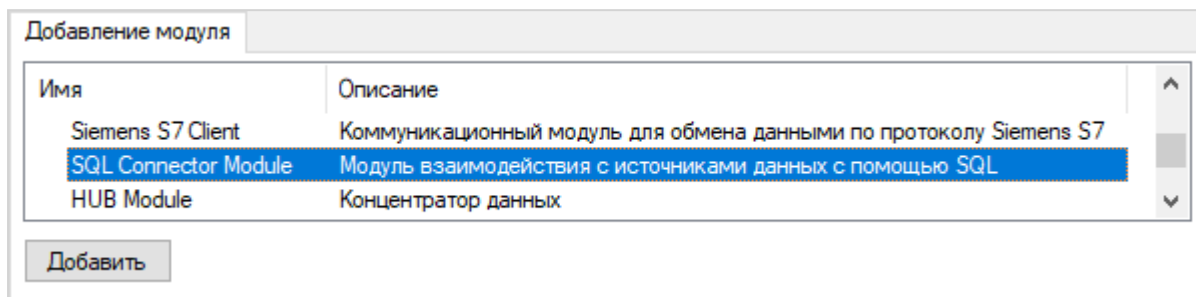 Добавление модуля
Имя Описание
Siemens S7 Client Коммуникационный модуль для обмена данными по протоколу Siemens S7
SQL Connector Module Модуль взаимодействия с источниками данных с помощью SQL
HUB Module Концентратор данных
Добавить